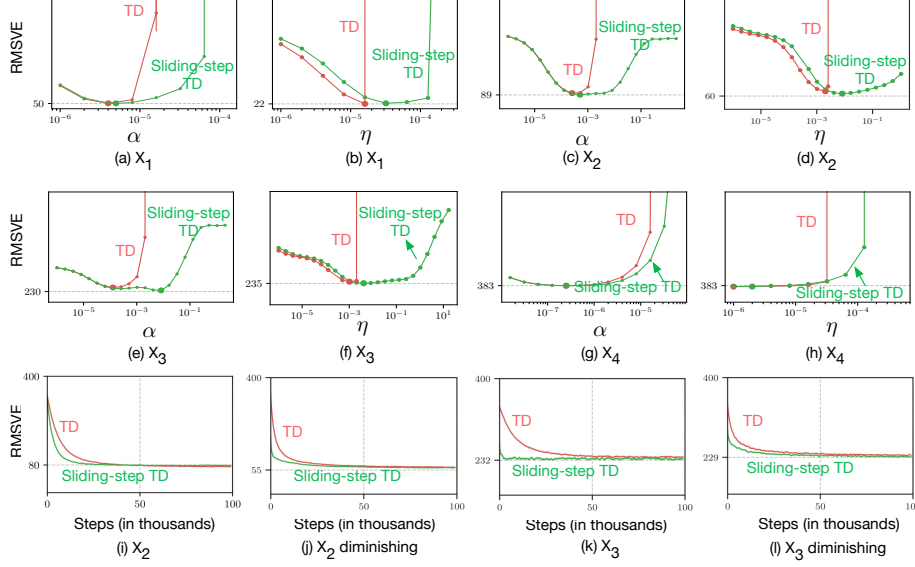 RMSVE
TD
Sliding-step
TD
50
10⁻⁶
10⁻⁵
10⁻⁴
α
(a) X₁
TD
Sliding-step
TD
22
10⁻⁶
10⁻⁵
10⁻⁴
η
(b) X₁
Sliding-step
TD
TD
89
10⁻⁵
10⁻³
10⁻¹
α
(c) X₂
TD
Sliding-step
TD
60
10⁻⁵
10⁻³
10⁻¹
η
(d) X₂
RMSVE
Sliding-step
TD
TD
230
10⁻⁵
10⁻³
10⁻¹
α
(e) X₃
Sliding-step
TD
TD
235
10⁻⁵
10⁻³
10⁻¹
10¹
η
(f) X₃
TD
383
Sliding-step TD
10⁻⁷
10⁻⁶
10⁻⁵
α
(g) X₄
TD
383
Sliding-step TD
10⁻⁶
10⁻⁵
10⁻⁴
η
(h) X₄
RMSVE
400
TD
80
Sliding-step TD
0
50
100
Steps (in thousands)
(i) X₂
400
TD
55
Sliding-step TD
0
50
100
Steps (in thousands)
(j) X₂ diminishing
400
TD
232
Sliding-step TD
0
50
100
Steps (in thousands)
(k) X₃
400
TD
229
Sliding-step TD
0
50
10
Steps (in thousands)
(l) X₃ diminishing